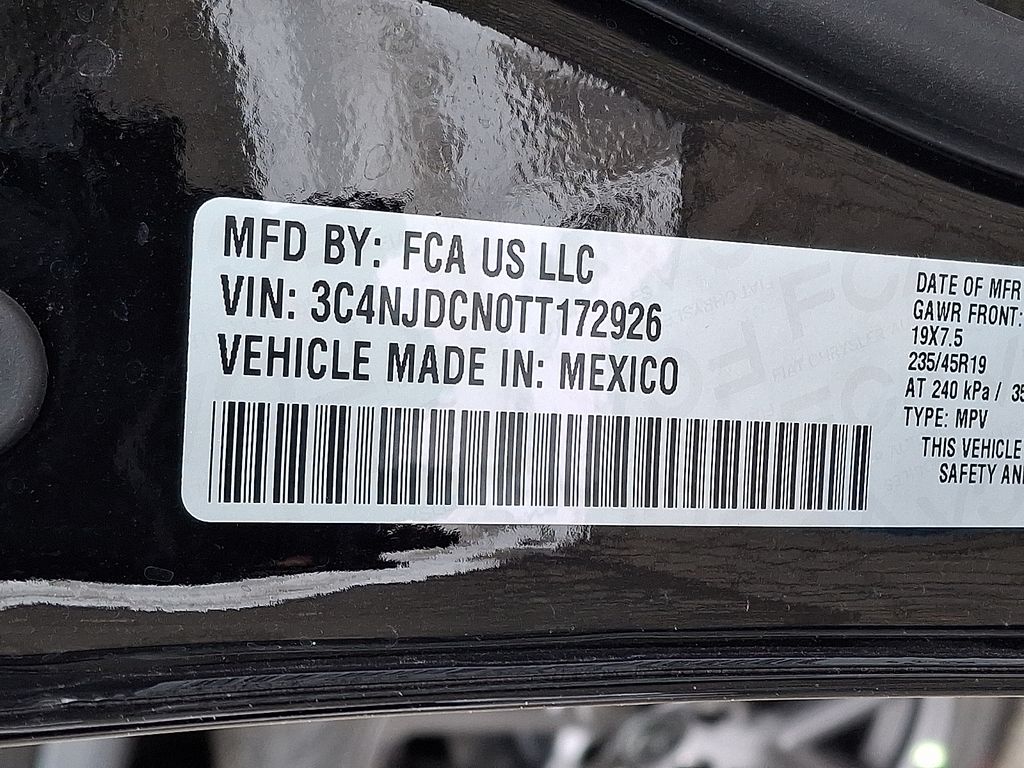 MFD BY: FCA US LLC
VIN: 3C4NJDCN0TT172926
VEHICLE MADE IN: MEXICO
DATE OF MFR
GAWR FRONT:
19X7.5
235/45R19
AT 240 kPa /
TYPE: MPV
THIS VEHICLE
SAFETY